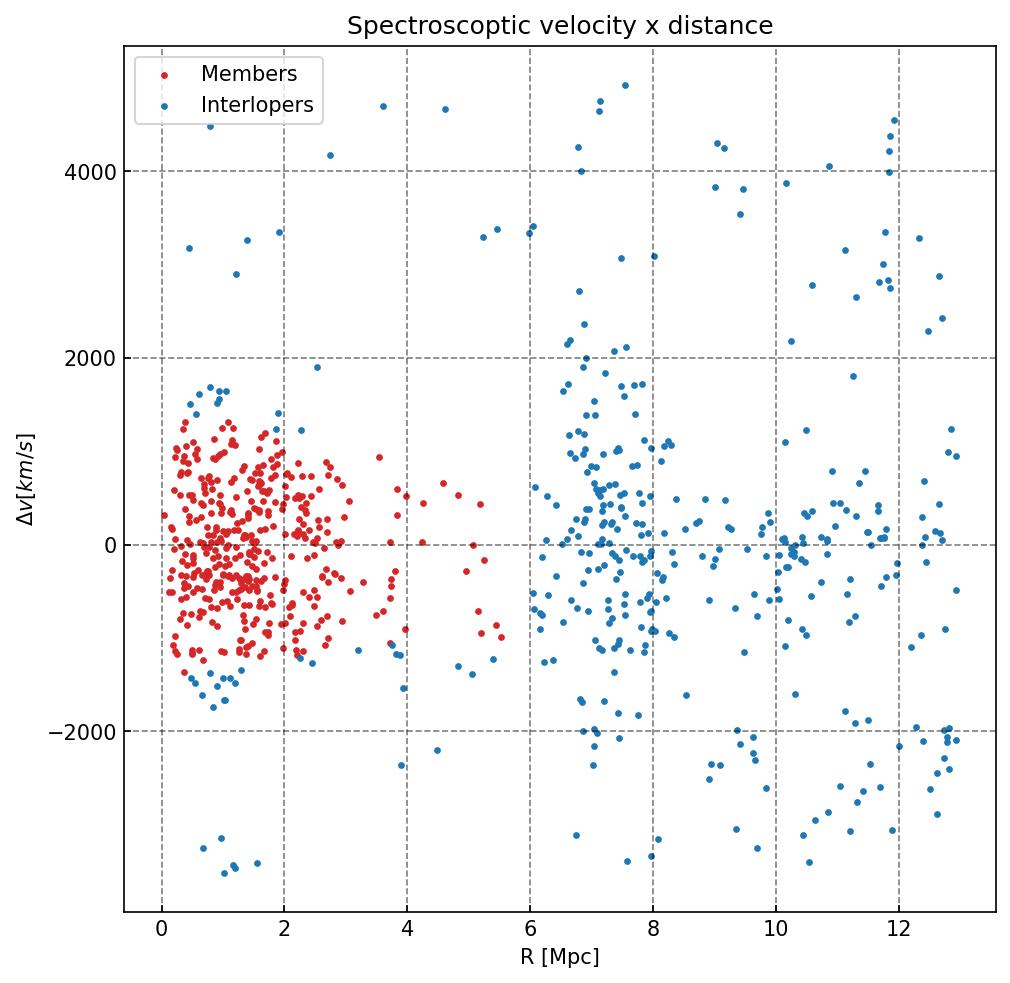 Spectroscoptic velocity x distance
Members
Interlopers
4000
2000
0
−2000
Δv[km/s]
0 2 4 6 8 10 12
R [Mpc]